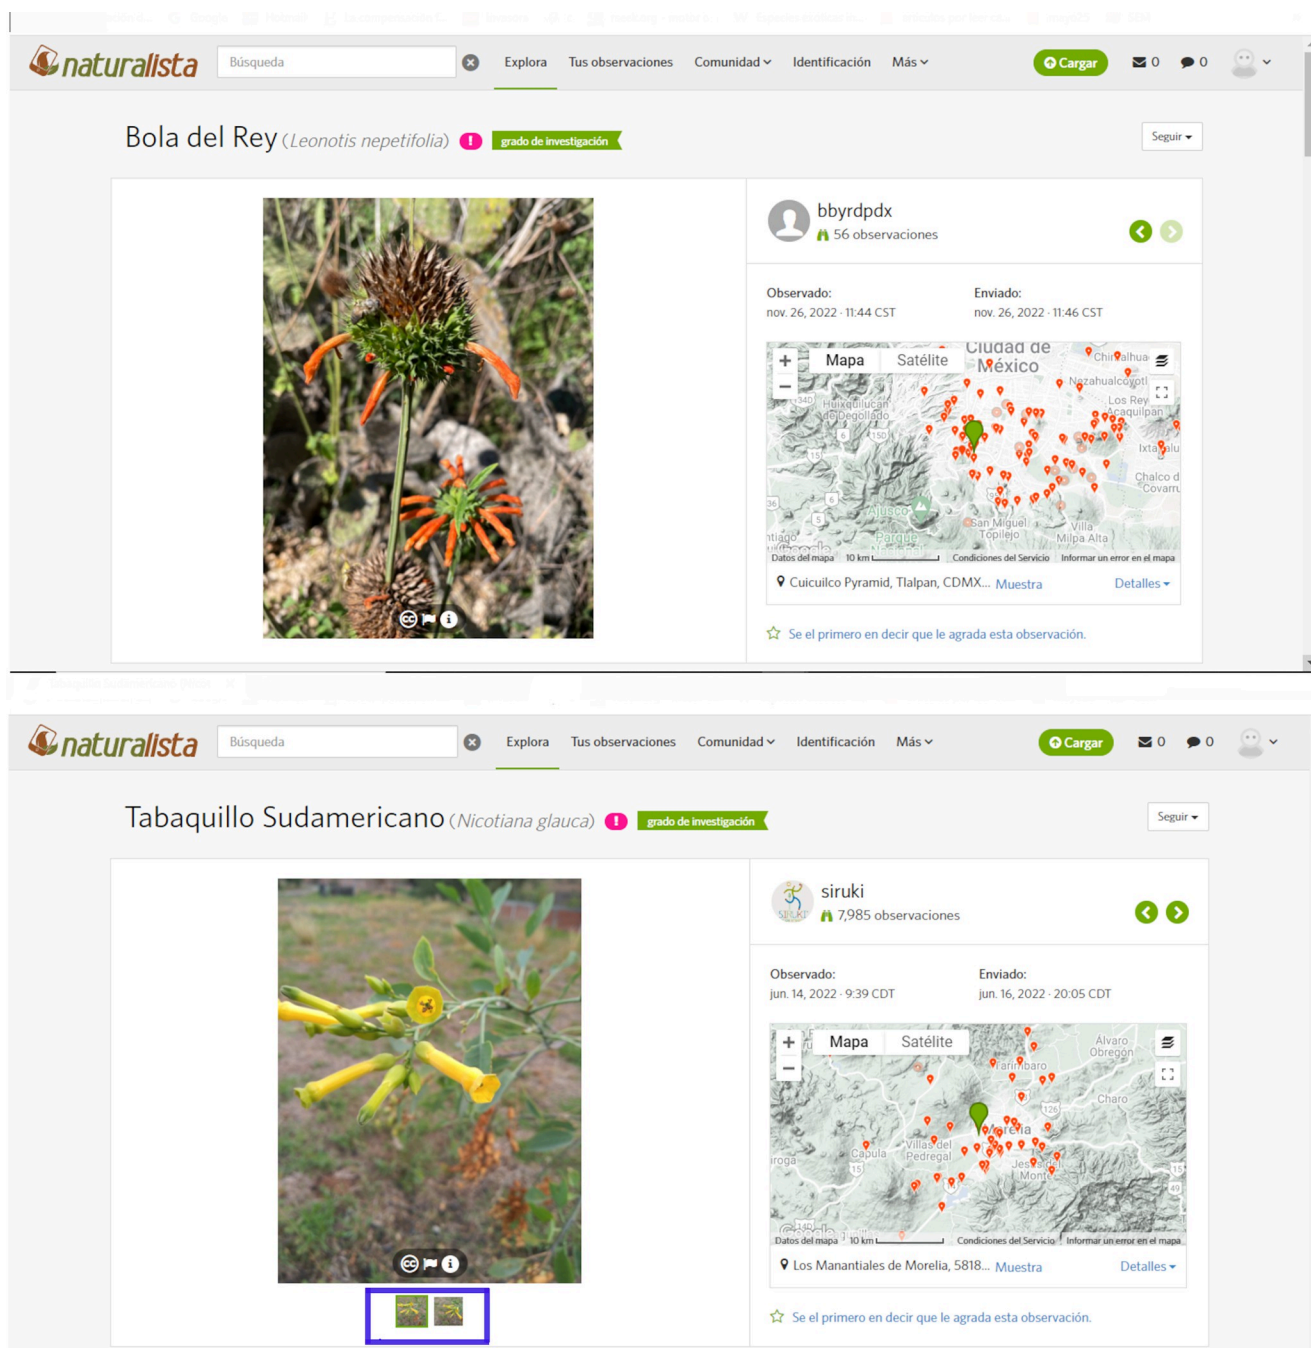 naturalista
Búsqueda
Explora
Tus observaciones
Comunidad
Identificación
Más
Cargar
0
0
Bola del Rey (Leonotis nepetifolia)
!
grado de investigación
Seguir
bbyrdpdx
56 observaciones
Observado:
nov. 26, 2022 · 11:44 CST
Enviado:
nov. 26, 2022 · 11:46 CST
Mapa
Satélite
Ciudad de
México
Huixquilucan
de Degollado
Nezahualcóyotl
Los Rey
Acaquilpan
Chalco d
Covarru
Ajusco
Parque
San Miguel
Topilejo
Villa
Milpa Alta
Datos del mapa
10 km
Condiciones del Servicio
Informar un error en el mapa
Cuicuilco Pyramid, Tlalpan, CDMX... Muestra
Detalles
Se el primero en decir que le agrada esta observación.
naturalista
Búsqueda
Explora
Tus observaciones
Comunidad
Identificación
Más
Cargar
0
0
Tabaquillo Sudamericano (Nicotiana glauca)
!
grado de investigación
Seguir
siruki
7,985 observaciones
Observado:
jun. 14, 2022 · 9:39 CDT
Enviado:
jun. 16, 2022 · 20:05 CDT
Mapa
Satélite
Álvaro
Obregón
Charo
126
Morelia
Villas del
Pedregal
Capula
15
Datos del mapa
10 km
Condiciones del Servicio
Informar un error en el mapa
Los Manantiales de Morelia, 5818... Muestra
Detalles
Se el primero en decir que le agrada esta observación.